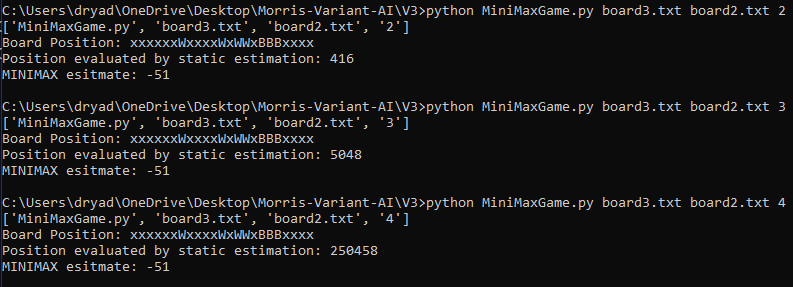 C:\Users\dryad\OneDrive\Desktop\Morris-Variant-AI\V3>python MiniMaxGame.py board3.txt board2.txt 2
['MiniMaxGame.py', 'board3.txt', 'board2.txt', '2']
Board Position: xxxxxxWxxxxWxWWxBBBxxxx
Position evaluated by static estimation: 416
MINIMAX esitmate: -51
C:\Users\dryad\OneDrive\Desktop\Morris-Variant-AI\V3>python MiniMaxGame.py board3.txt board2.txt 3
['MiniMaxGame.py', 'board3.txt', 'board2.txt', '3']
Board Position: xxxxxxWxxxxWxWWxBBBxxxx
Position evaluated by static estimation: 5048
MINIMAX esitmate: -51
C:\Users\dryad\OneDrive\Desktop\Morris-Variant-AI\V3>python MiniMaxGame.py board3.txt board2.txt 4
['MiniMaxGame.py', 'board3.txt', 'board2.txt', '4']
Board Position: xxxxxxWxxxxWxWWxBBBxxxx
Position evaluated by static estimation: 250458
MINIMAX esitmate: -51